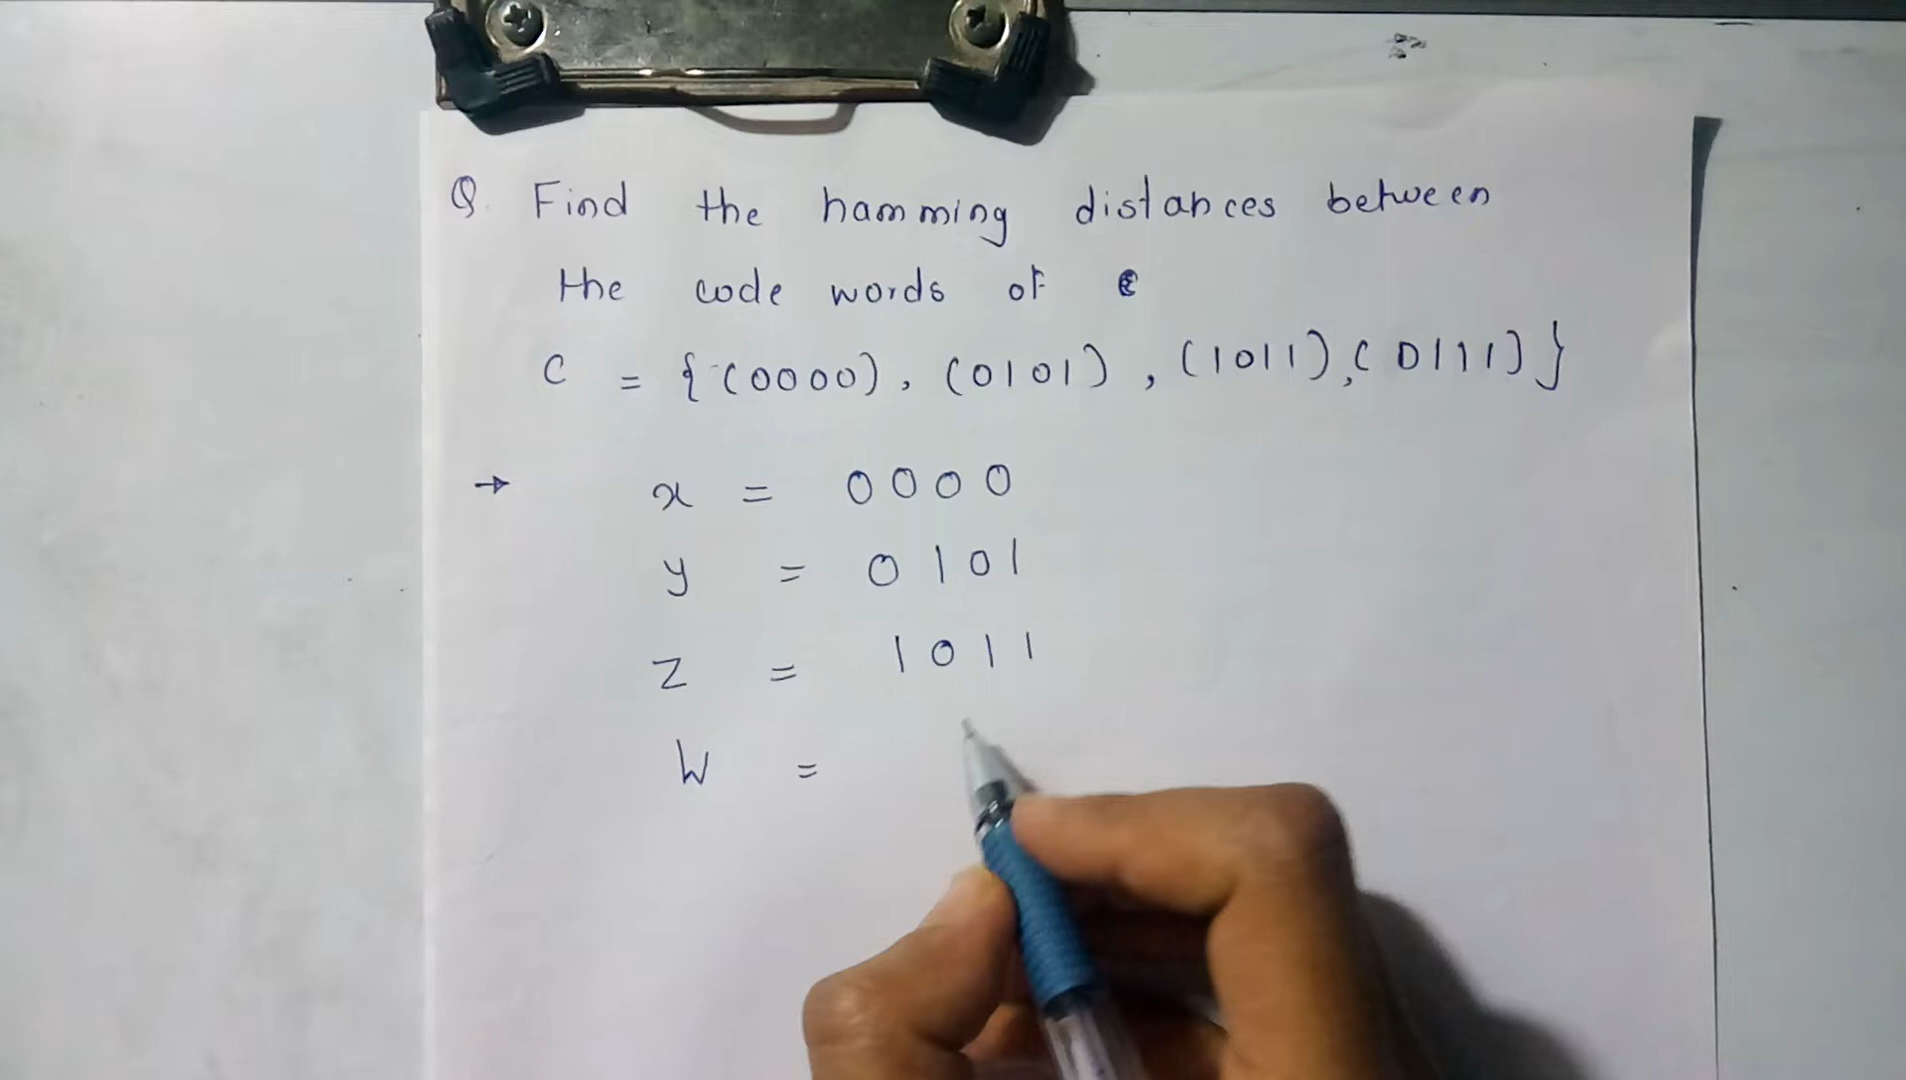 Q. Find the hamming distances between
the code words of
C = {(0000), (0101), (1011), (0111)}
→ x = 0000
y = 0101
z = 1011
W =